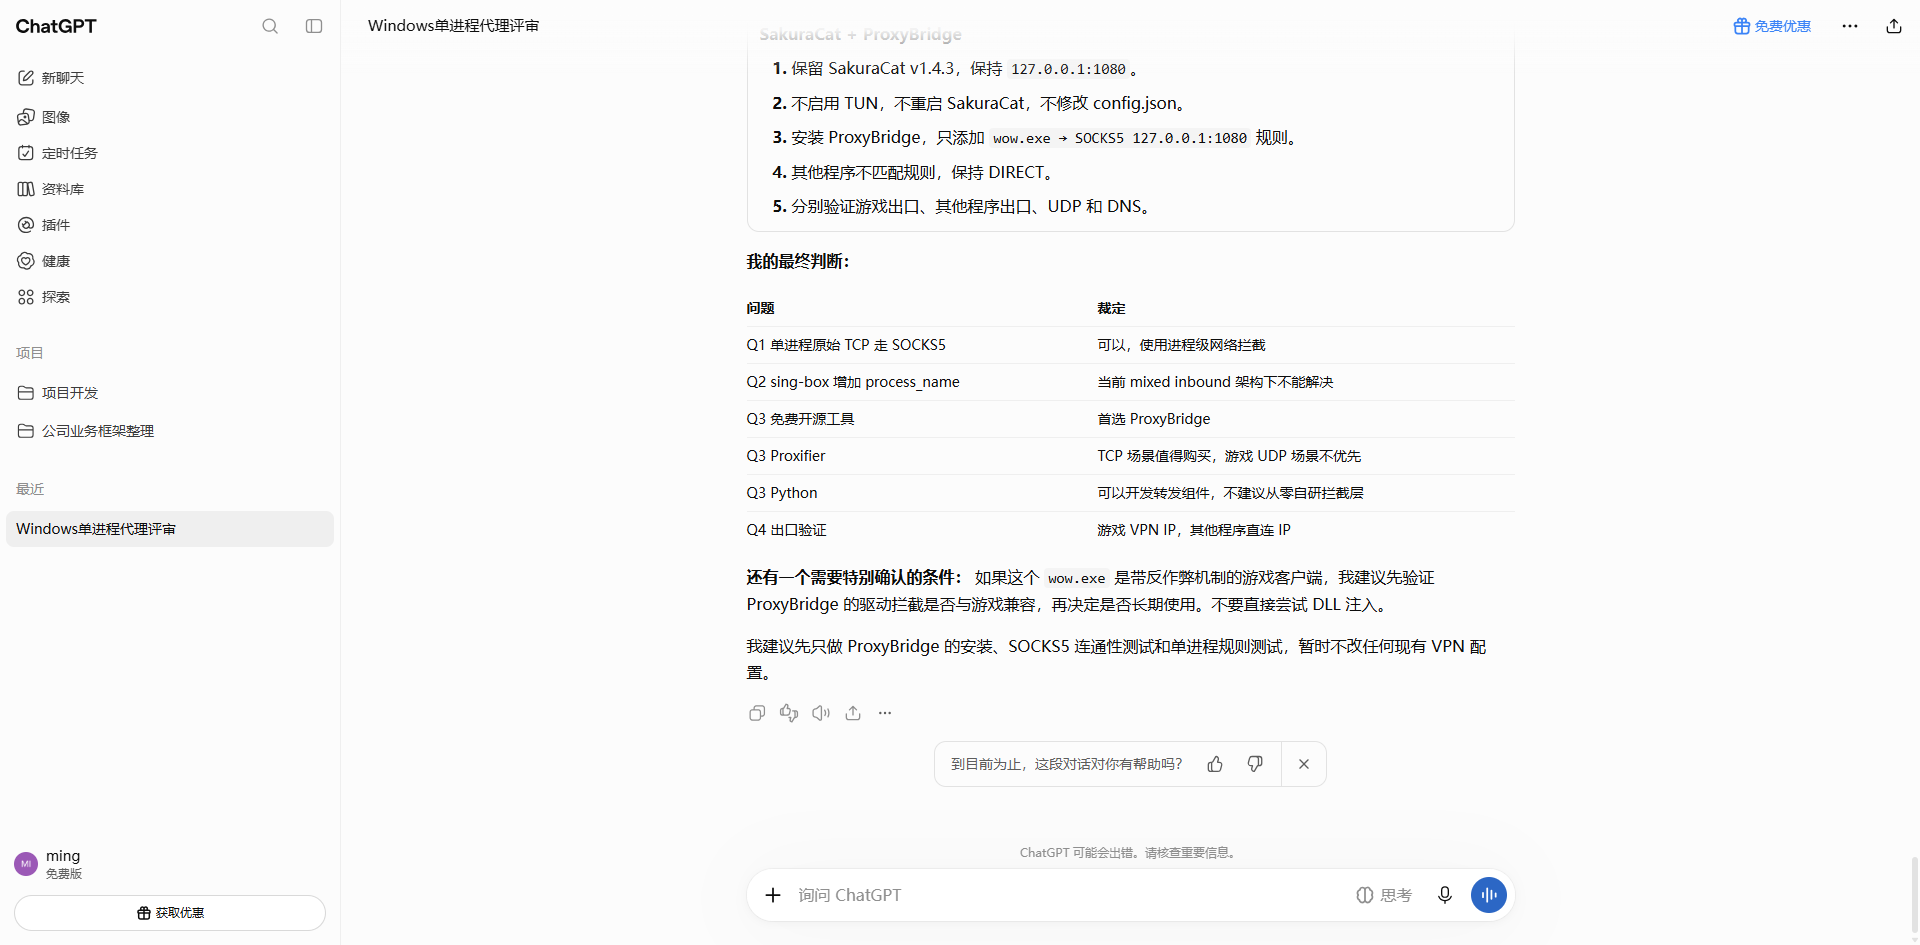 ChatGPT
新聊天
图像
定时任务
资料库
插件
健康
探索
项目
项目开发
公司业务框架整理
最近
Windows单进程代理评审
MI
ming
免费版
获取优惠
Windows单进程代理评审
免费优惠
SakuraCat + ProxyBridge
1. 保留 SakuraCat v1.4.3，保持 127.0.0.1:1080 。
2. 不启用 TUN，不重启 SakuraCat，不修改 config.json。
3. 安装 ProxyBridge，只添加 wow.exe → SOCKS5 127.0.0.1:1080 规则。
4. 其他程序不匹配规则，保持 DIRECT。
5. 分别验证游戏出口、其他程序出口、UDP 和 DNS。
我的最终判断：
问题 裁定
Q1 单进程原始 TCP 走 SOCKS5 可以，使用进程级网络拦截
Q2 sing-box 增加 process_name 当前 mixed inbound 架构下不能解决
Q3 免费开源工具 首选 ProxyBridge
Q3 Proxifier TCP 场景值得购买，游戏 UDP 场景不优先
Q3 Python 可以开发转发组件，不建议从零自研拦截层
Q4 出口验证 游戏 VPN IP，其他程序直连 IP
还有一个需要特别确认的条件： 如果这个 wow.exe 是带反作弊机制的游戏客户端，我建议先验证
ProxyBridge 的驱动拦截是否与游戏兼容，再决定是否长期使用。不要直接尝试 DLL 注入。
我建议先只做 ProxyBridge 的安装、SOCKS5 连通性测试和单进程规则测试，暂时不改任何现有 VPN 配
置。
到目前为止，这段对话对你有帮助吗？
ChatGPT 可能会出错。请核查重要信息。
询问 ChatGPT
思考